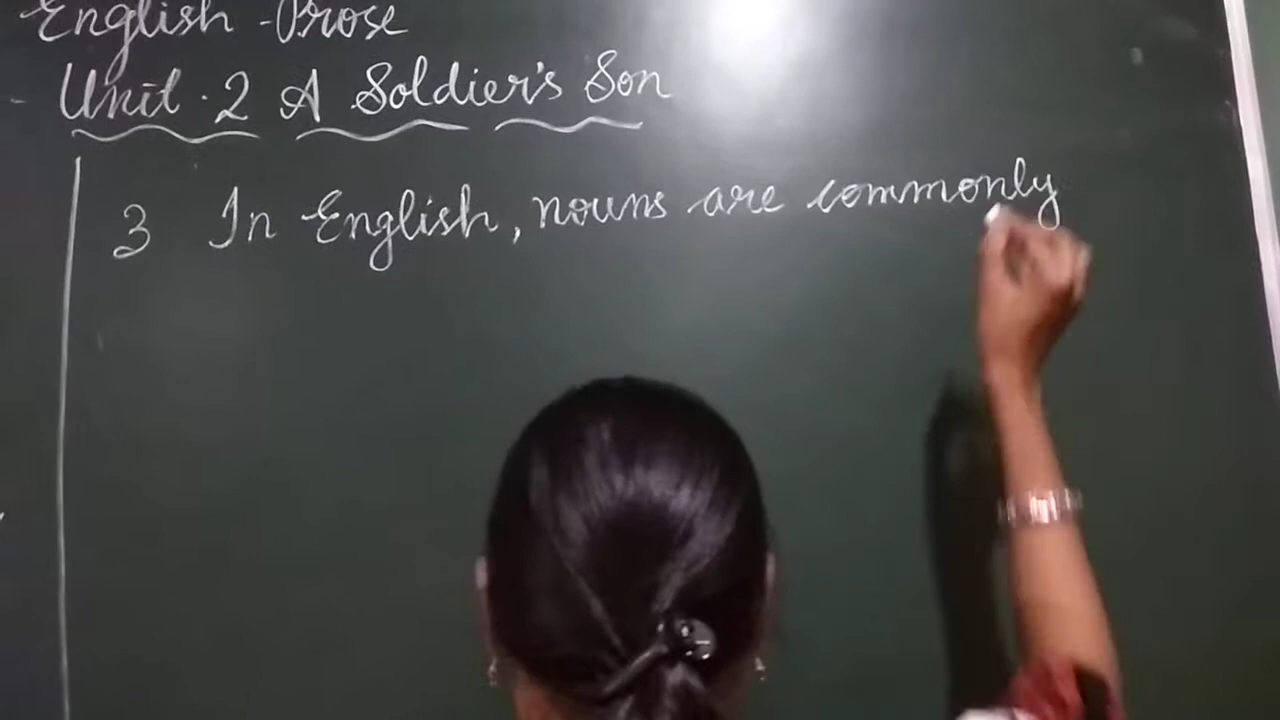 English - Prose
Unit . 2 A Soldier's Son
3 In English, nouns are commonly